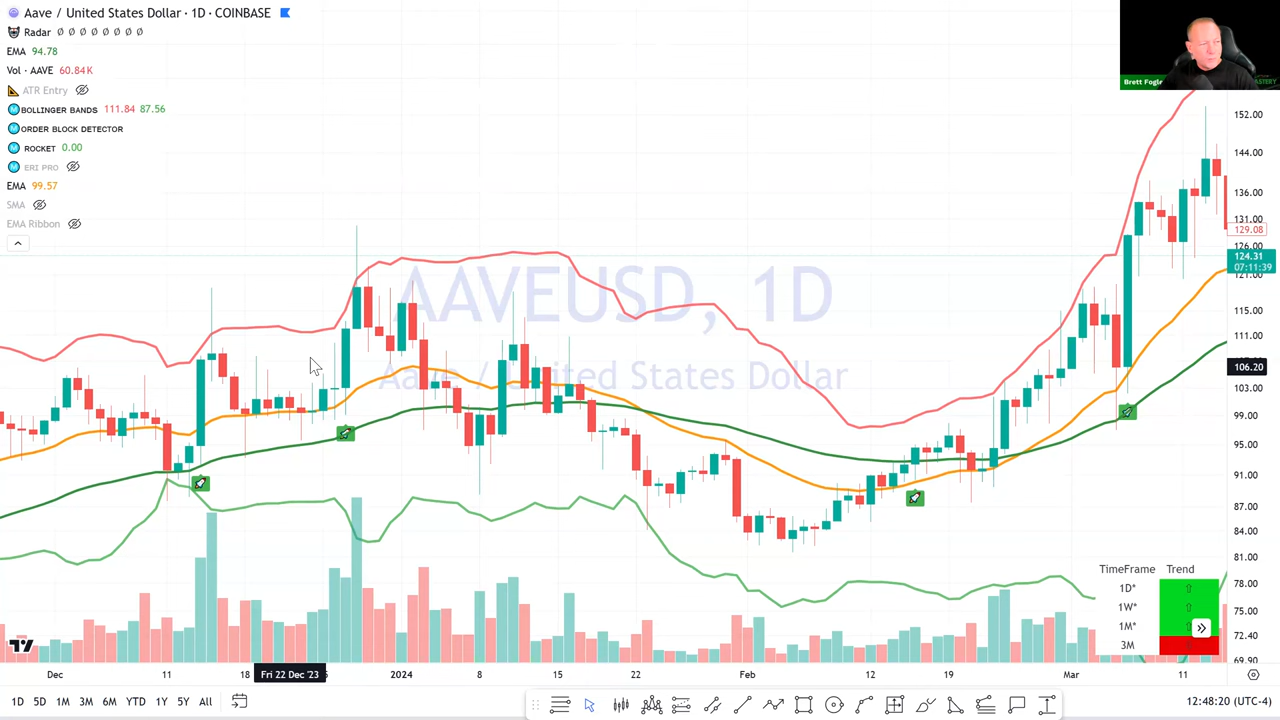 Aave / United States Dollar · 1D · COINBASE
Radar Ø Ø Ø Ø Ø Ø Ø Ø
EMA 94.78
Vol · AAVE 60.84K
ATR Entry
BOLLINGER BANDS 111.84 87.56
ORDER BLOCK DETECTOR
ROCKET 0.00
ERI PRO
EMA 99.57
SMA
EMA Ribbon
Brett Fogle
AAVEUSD, 1D
Aave / United States Dollar
152.00
144.00
136.00
131.00
129.08
126.00
124.31
07:11:39
121.00
115.00
111.00
106.20
103.00
99.00
95.00
91.00
87.00
84.00
81.00
78.00
75.00
72.40
69.90
TimeFrame Trend
1D* ⇧
1W* ⇧
1M* ⇧
3M
Dec 11 18 Fri 22 Dec '23 2024 8 15 22 Feb 12 19 Mar 11
1D 5D 1M 3M 6M YTD 1Y 5Y All
12:48:20 (UTC-4)